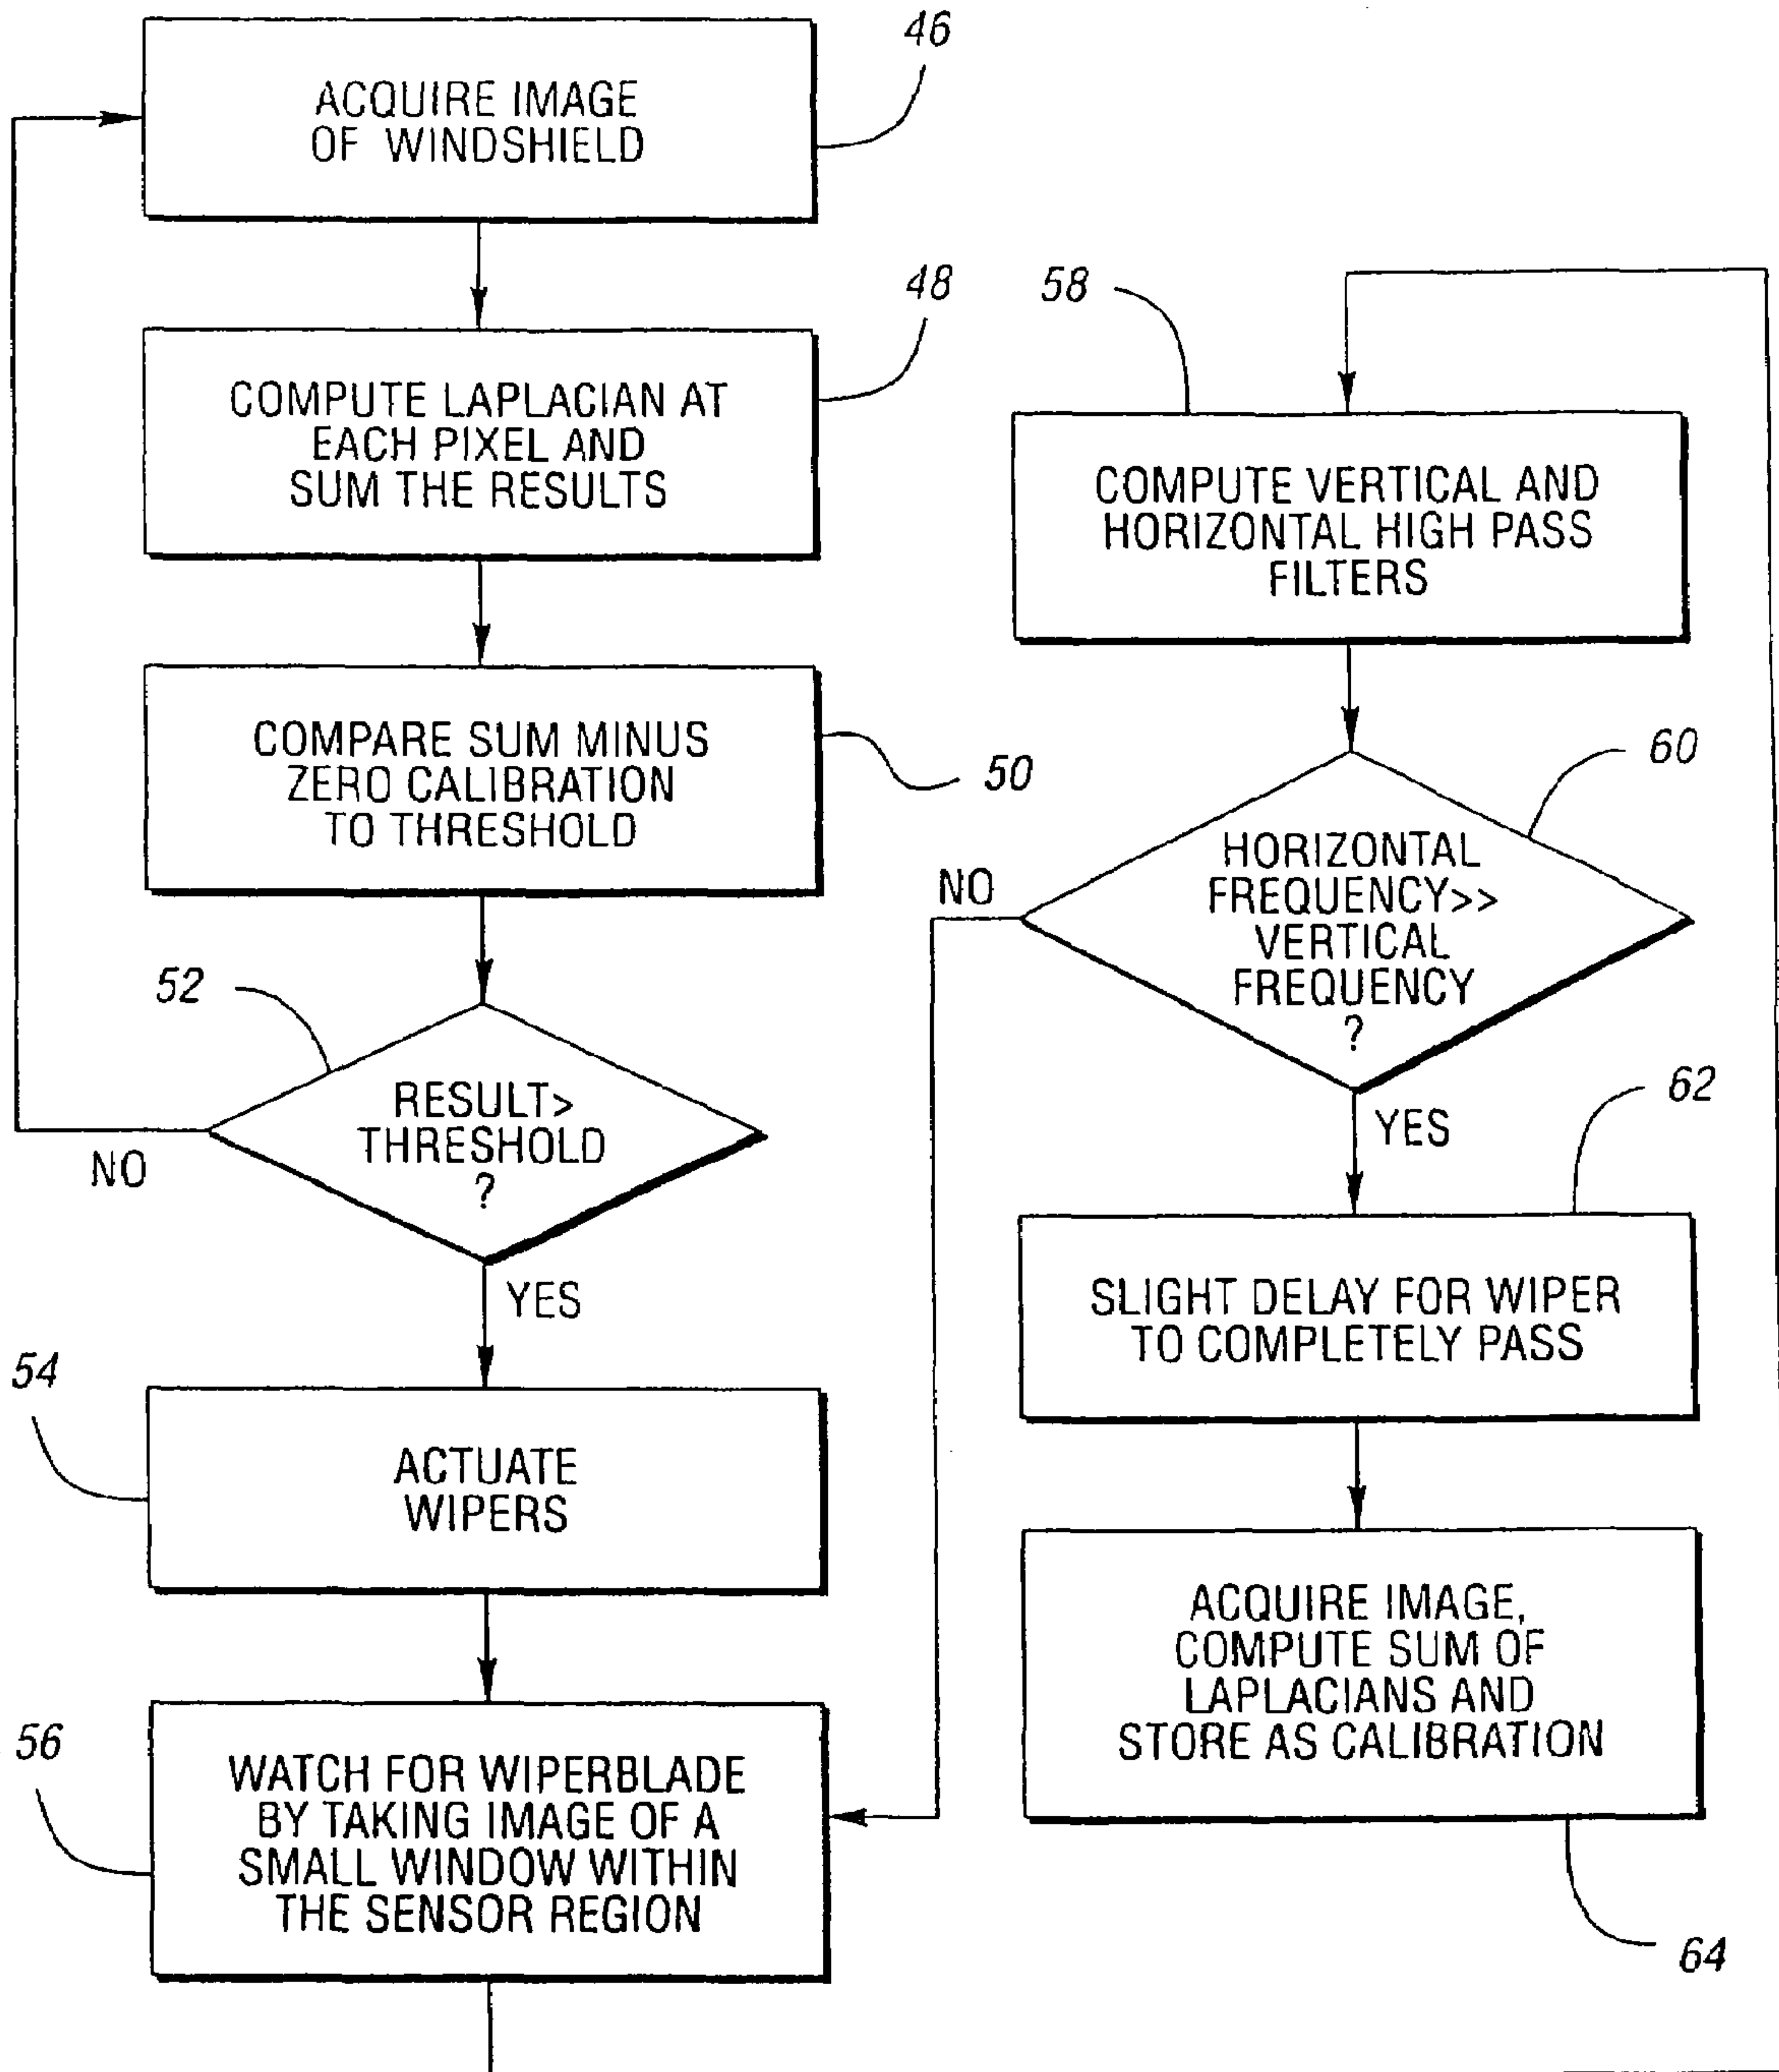 46
ACQUIRE IMAGE
OF WINDSHIELD
48
COMPUTE LAPLACIAN AT
EACH PIXEL AND
SUM THE RESULTS
COMPARE SUM MINUS
ZERO CALIBRATION
TO THRESHOLD
50
52
RESULT>
THRESHOLD
?
NO
YES
54
ACTUATE
WIPERS
56
WATCH FOR WIPERBLADE
BY TAKING IMAGE OF A
SMALL WINDOW WITHIN
THE SENSOR REGION
58
COMPUTE VERTICAL AND
HORIZONTAL HIGH PASS
FILTERS
60
HORIZONTAL
FREQUENCY>>
VERTICAL
FREQUENCY
?
NO
YES
62
SLIGHT DELAY FOR WIPER
TO COMPLETELY PASS
ACQUIRE IMAGE,
COMPUTE SUM OF
LAPLACIANS AND
STORE AS CALIBRATION
64